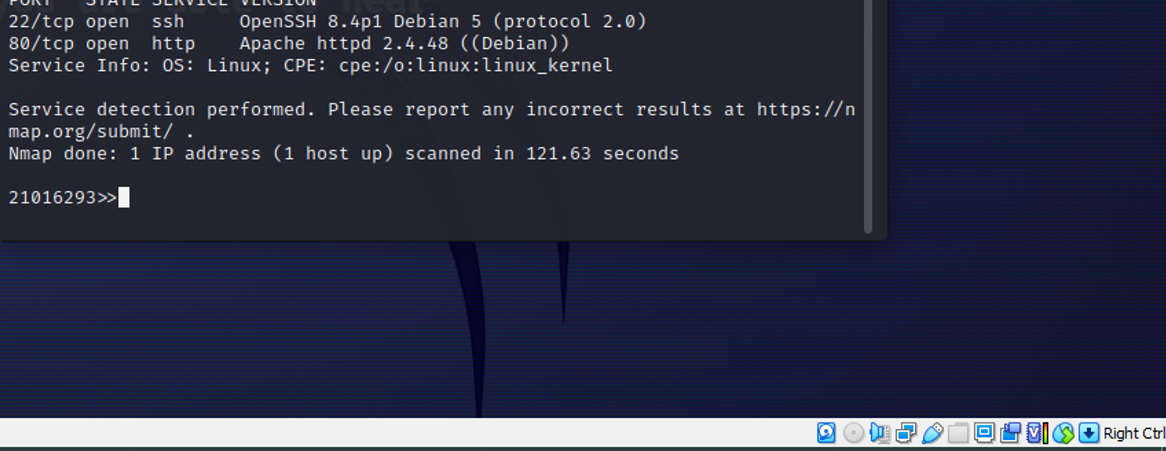 PORT STATE SERVICE VERSION
22/tcp open ssh OpenSSH 8.4p1 Debian 5 (protocol 2.0)
80/tcp open http Apache httpd 2.4.48 ((Debian))
Service Info: OS: Linux; CPE: cpe:/o:linux:linux_kernel
Service detection performed. Please report any incorrect results at https://n
map.org/submit/ .
Nmap done: 1 IP address (1 host up) scanned in 121.63 seconds
21016293>>
Right Ctrl